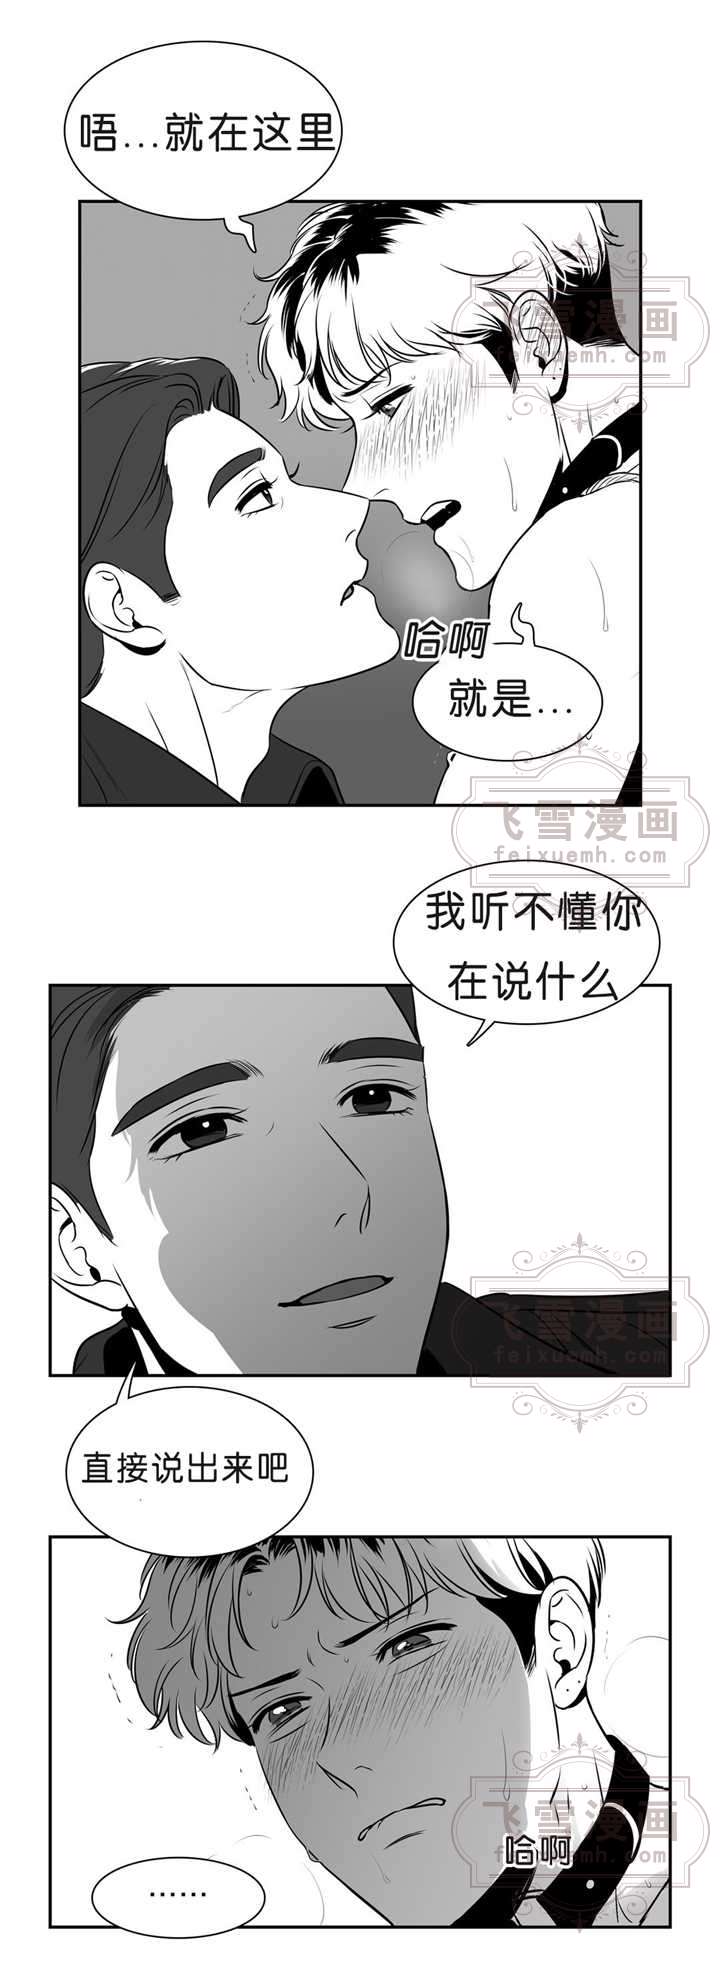 唔...就在这里
飞雪漫画
feixuemh.com
哈啊
就是...
飞雪漫画
feixuemh.com
我听不懂你
在说什么
飞雪漫画
feixuemh.com
直接说出来吧
飞雪漫画
feixuemh.com
哈啊
......